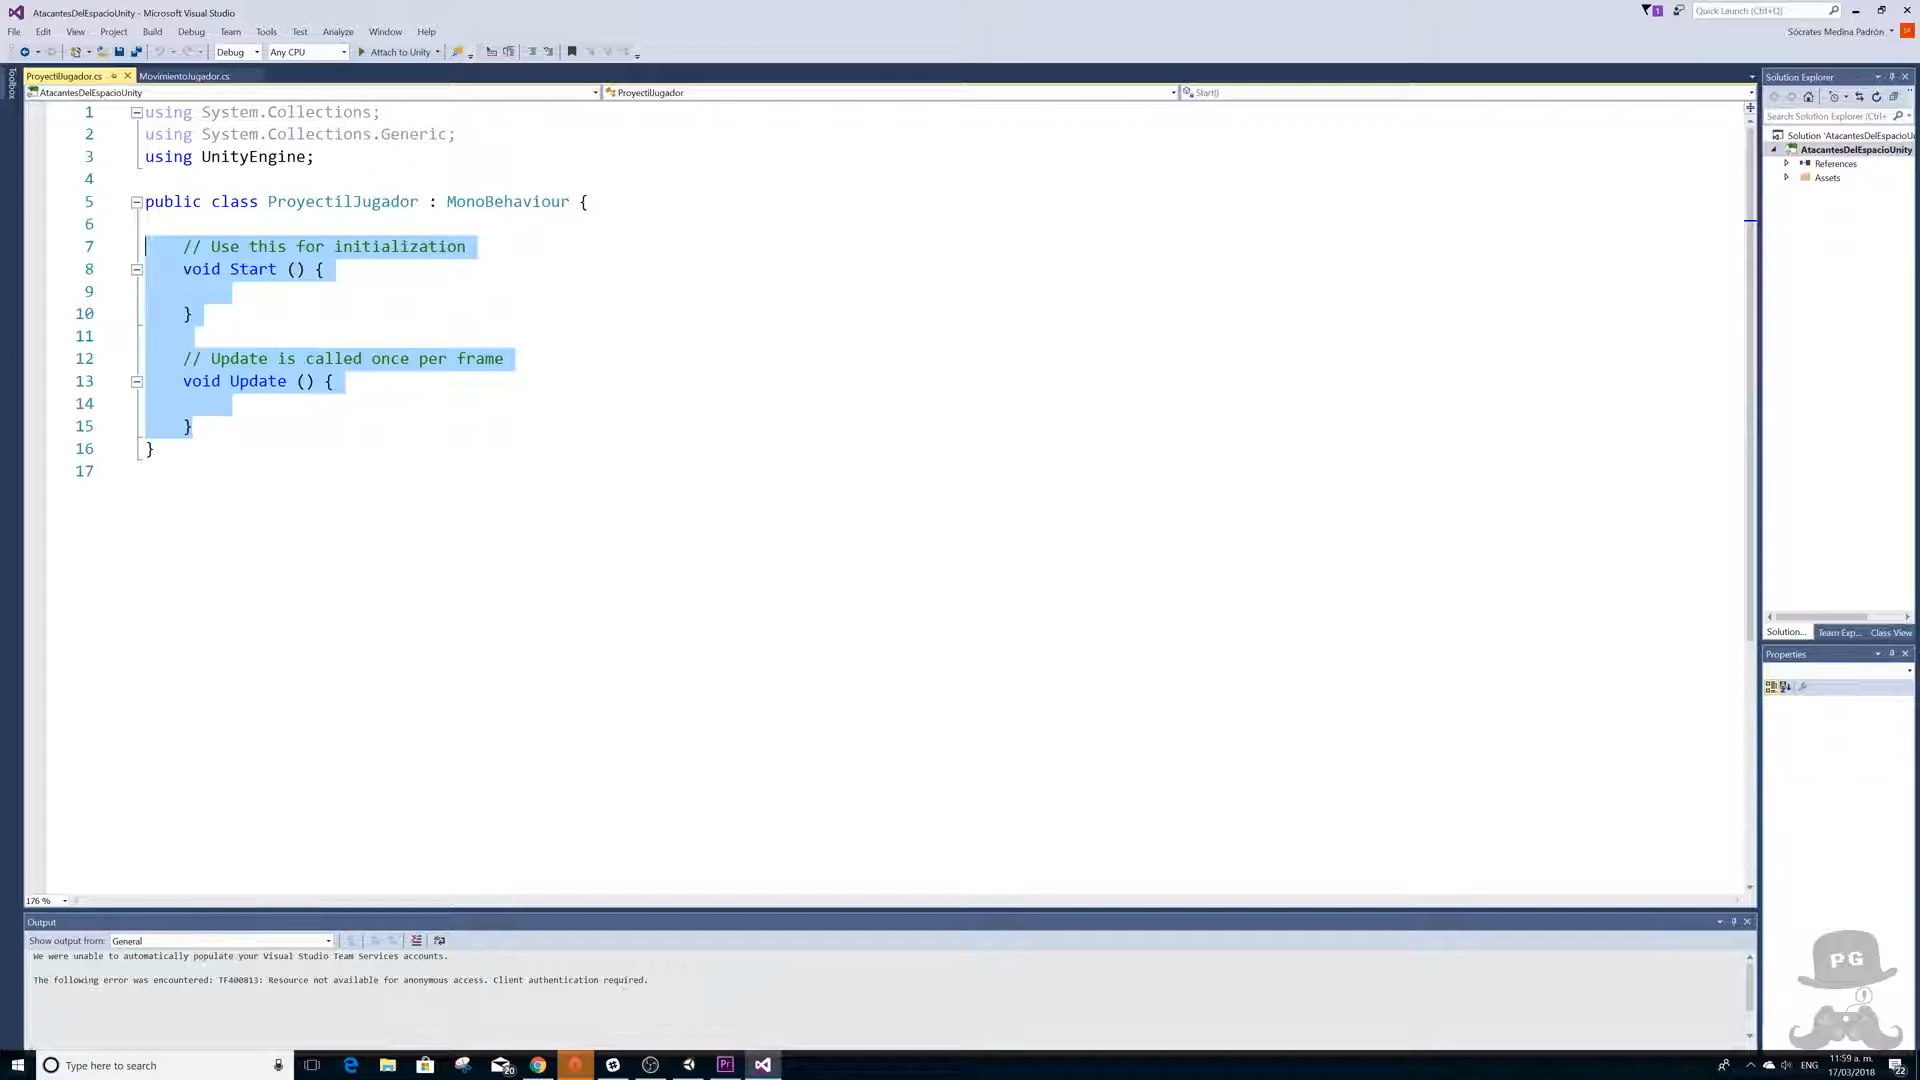 AtacantesDelEspacioUnity - Microsoft Visual Studio
1
Quick Launch (Ctrl+Q)
File Edit View Project Build Debug Team Tools Test Analyze Window Help
Sócrates Medina Padrón
Debug Any CPU Attach to Unity
Toolbox
ProyectilJugador.cs MovimientoJugador.cs
AtacantesDelEspacioUnity ProyectilJugador Start()
1 using System.Collections;
2 using System.Collections.Generic;
3 using UnityEngine;
4
5 public class ProyectilJugador : MonoBehaviour {
6
7 // Use this for initialization
8 void Start () {
9
10 }
11
12 // Update is called once per frame
13 void Update () {
14
15 }
16 }
17
176 %
Solution Explorer
Search Solution Explorer (Ctrl+
Solution 'AtacantesDelEspacioU
AtacantesDelEspacioUnity
References
Assets
Solution... Team Exp... Class View
Properties
Output
Show output from: General
We were unable to automatically populate your Visual Studio Team Services accounts.
The following error was encountered: TF400813: Resource not available for anonymous access. Client authentication required.
PG
Type here to search
20
Pr
ENG
11:59 a. m.
17/03/2018
22